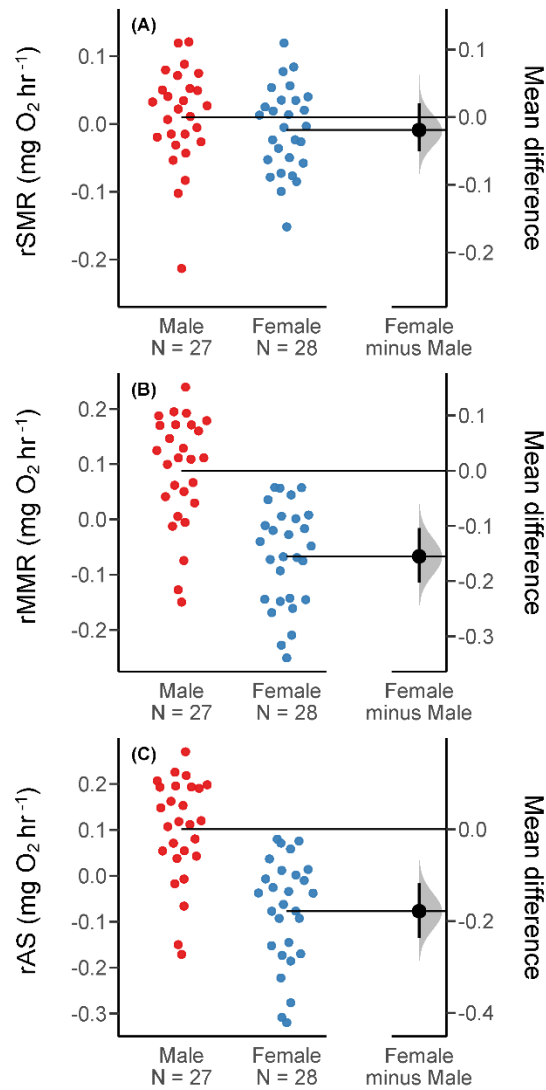 (A)
rSMR (mg O₂ hr⁻¹)
0.1
0.0
-0.1
-0.2
0.1
0.0
-0.1
-0.2
Mean difference
Male
N = 27
Female
N = 28
Female
minus Male
(B)
rMMR (mg O₂ hr⁻¹)
0.2
0.1
0.0
-0.1
-0.2
0.1
0.0
-0.1
-0.2
-0.3
Mean difference
Male
N = 27
Female
N = 28
Female
minus Male
(C)
rAS (mg O₂ hr⁻¹)
0.2
0.1
0.0
-0.1
-0.2
-0.3
0.0
-0.2
-0.4
Mean difference
Male
N = 27
Female
N = 28
Female
minus Male